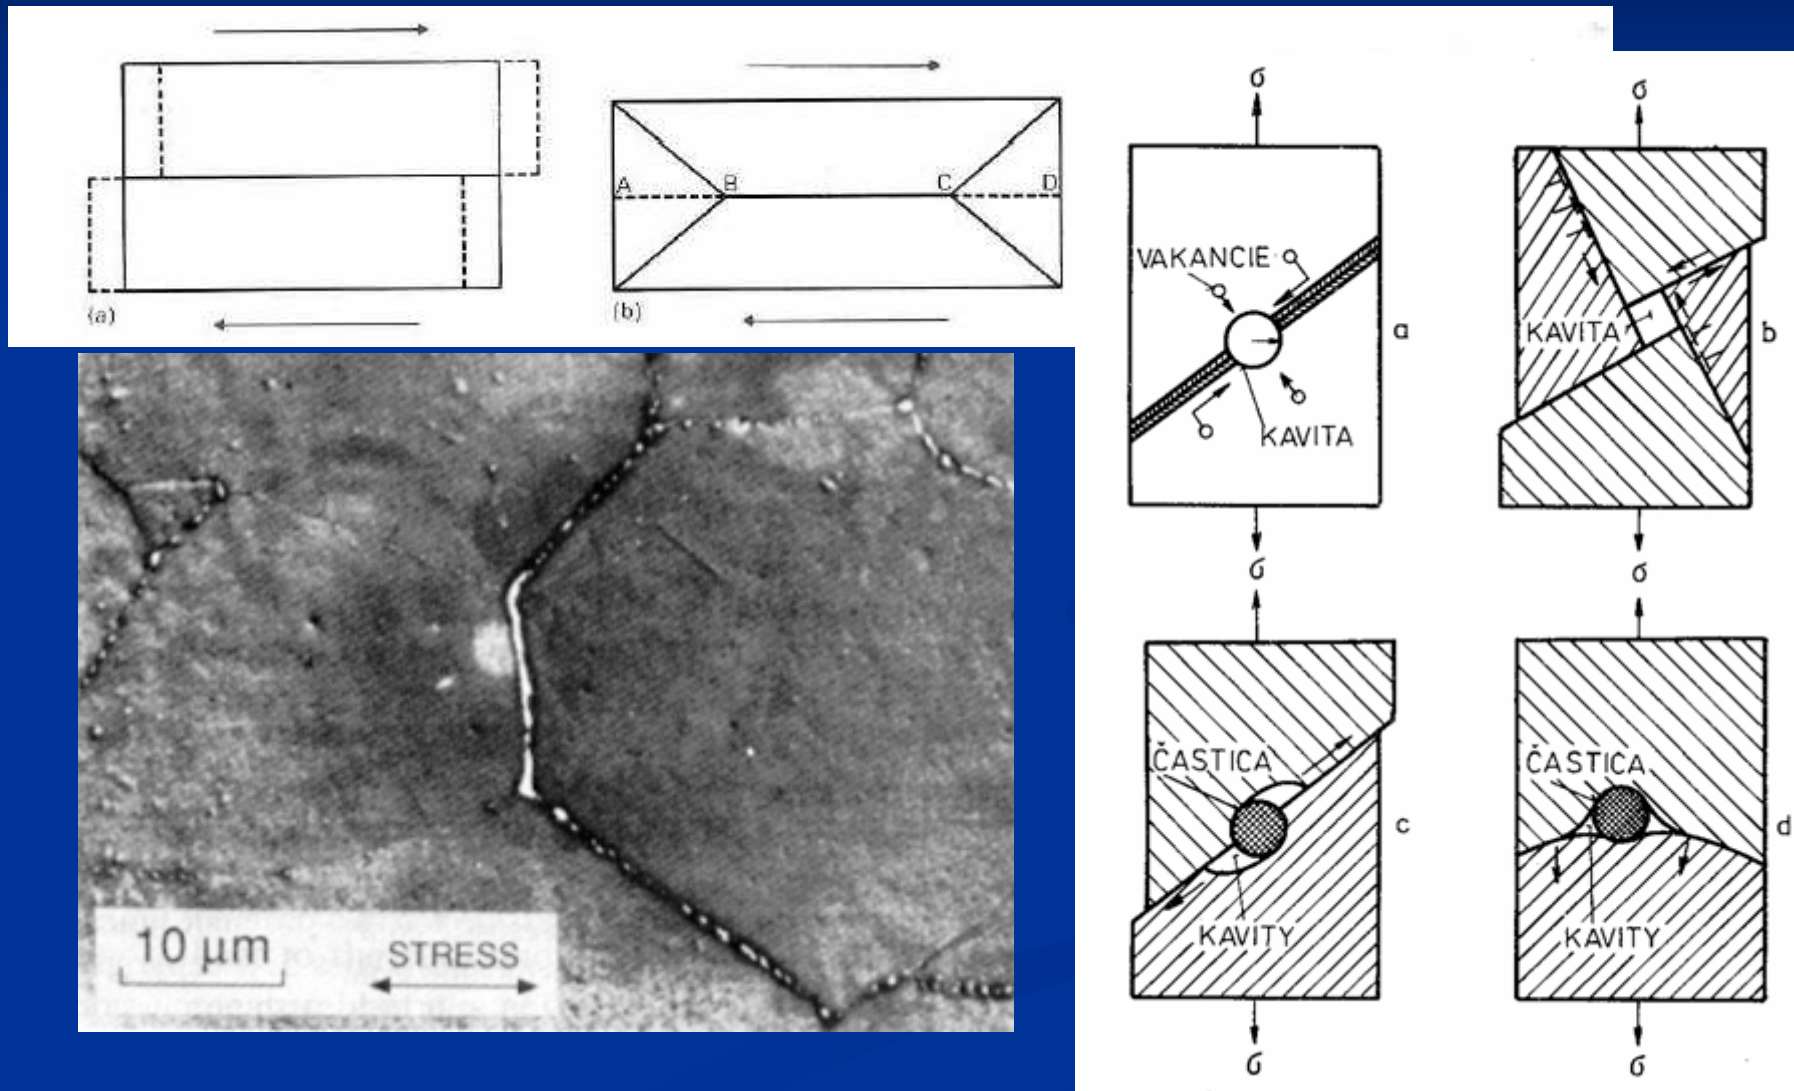 (a)
A
B
C
D
(b)
10 µm
STRESS
σ
VAKANCIE
KAVITA
a
σ
σ
KAVITA
b
σ
ČASTICA
KAVITY
c
σ
ČASTICA
KAVITY
d
σ